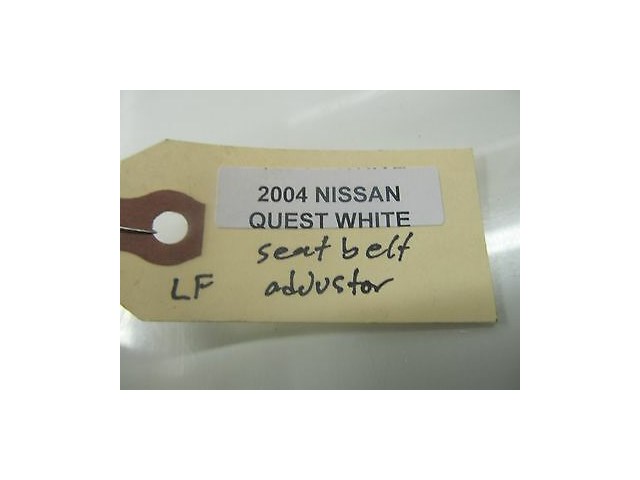 2004 NISSAN
QUEST WHITE
seat belt
LF adjustor